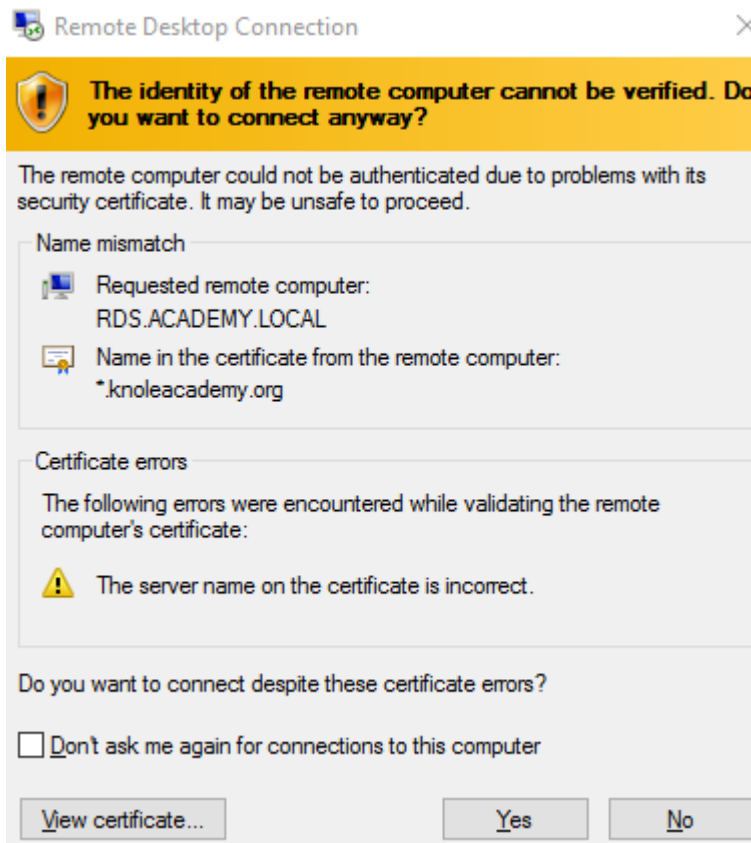 Remote Desktop Connection
The identity of the remote computer cannot be verified. Do
you want to connect anyway?
The remote computer could not be authenticated due to problems with its
security certificate. It may be unsafe to proceed.
Name mismatch
Requested remote computer:
RDS.ACADEMY.LOCAL
Name in the certificate from the remote computer:
*.knoleacademy.org
Certificate errors
The following errors were encountered while validating the remote
computer's certificate:
The server name on the certificate is incorrect.
Do you want to connect despite these certificate errors?
Don't ask me again for connections to this computer
View certificate... Yes No